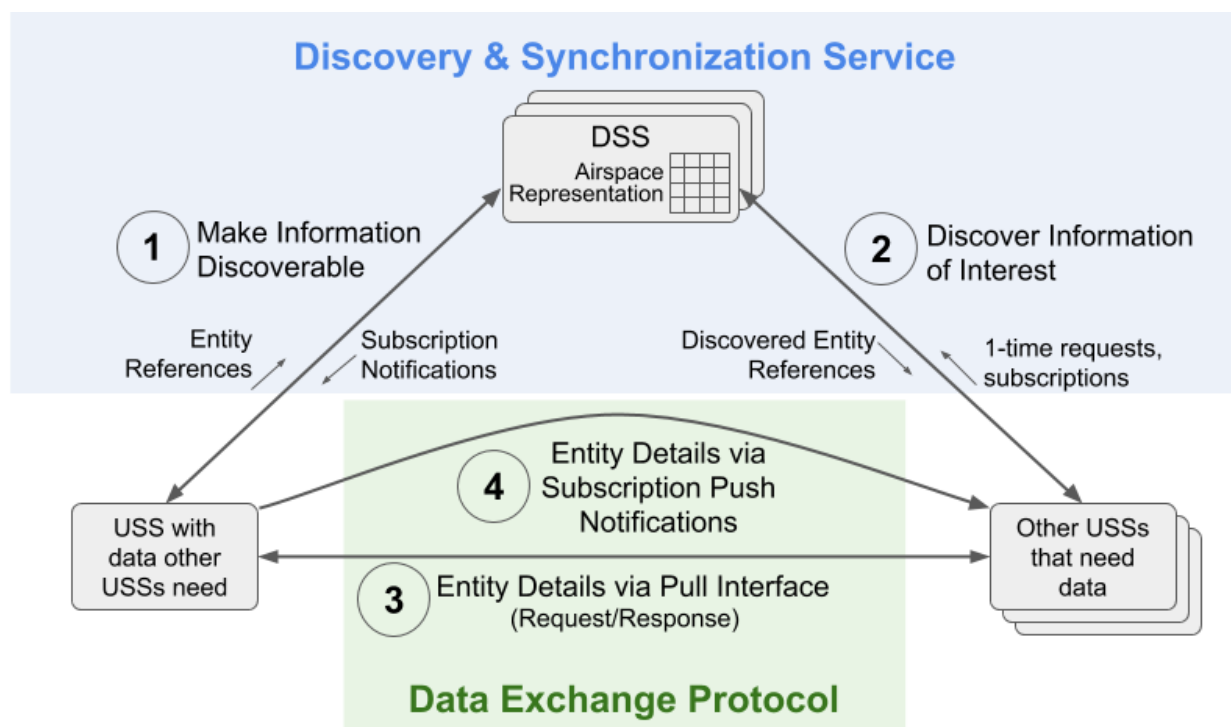 Discovery & Synchronization Service
DSS
Airspace
Representation
1
Make Information
Discoverable
2
Discover Information
of Interest
Entity
References
Subscription
Notifications
Discovered Entity
References
1-time requests,
subscriptions
4
Entity Details via
Subscription Push
Notifications
USS with
data other
USSs need
Other USSs
that need
data
3
Entity Details via Pull Interface
(Request/Response)
Data Exchange Protocol